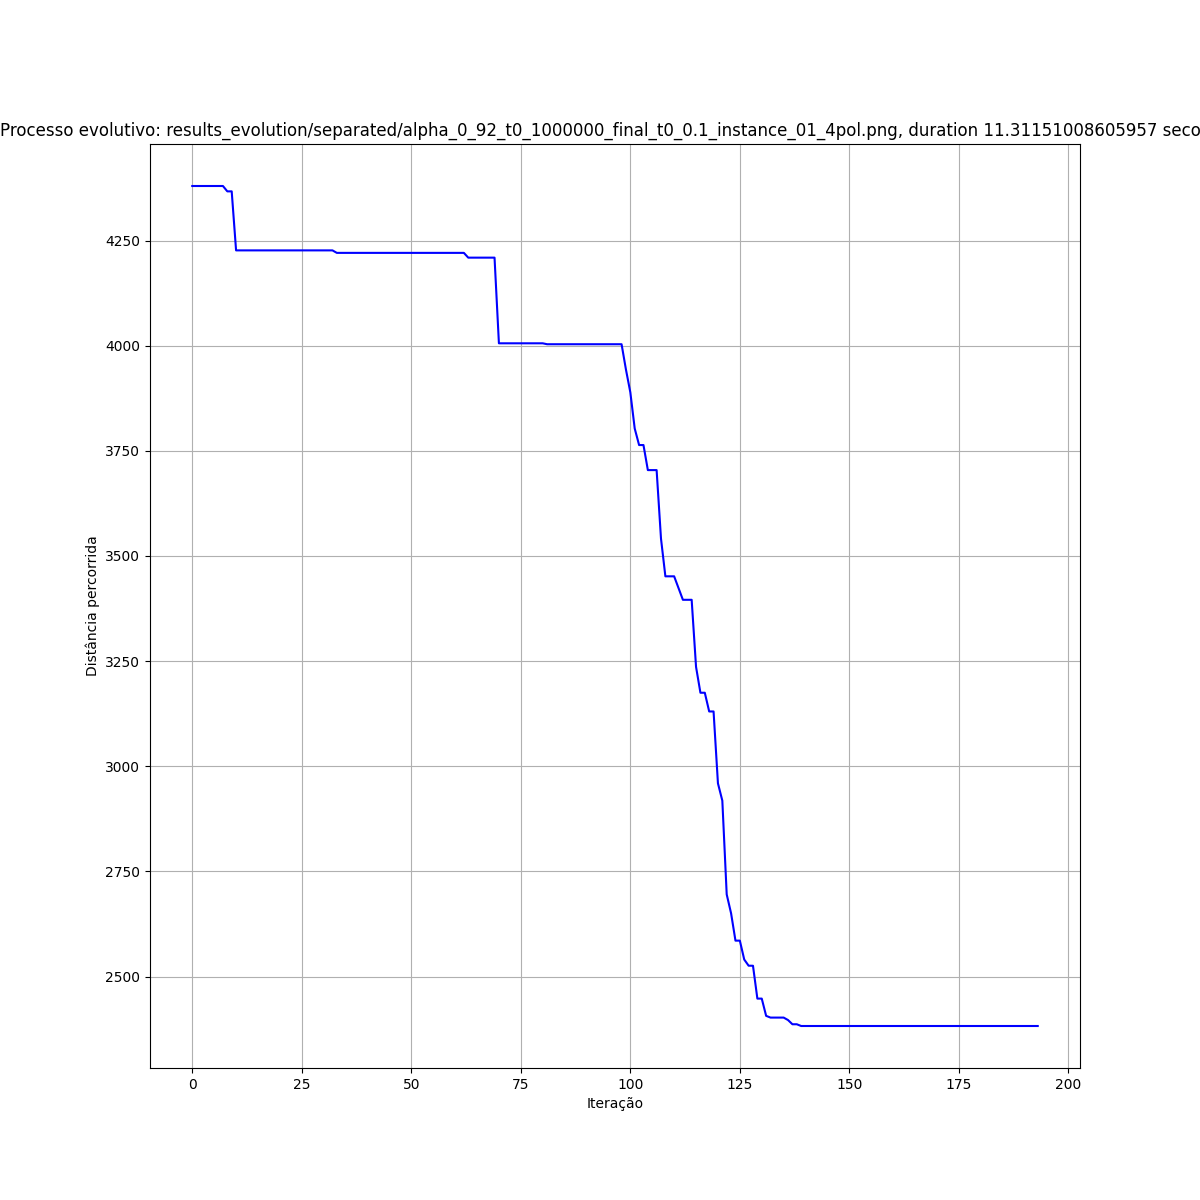 Processo evolutivo: results_evolution/separated/alpha_0_92_t0_1000000_final_t0_0.1_instance_01_4pol.png, duration 11.31151008605957 seco
4250
4000
3750
3500
3250
3000
2750
2500
Distância percorrida
0 25 50 75 100 125 150 175 200
Iteração